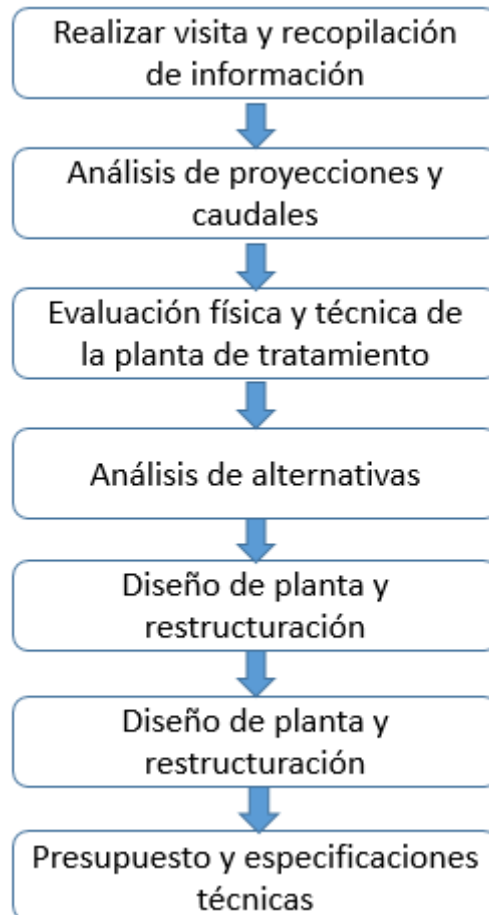 Realizar visita y recopilación
de información
Análisis de proyecciones y
caudales
Evaluación física y técnica de
la planta de tratamiento
Análisis de alternativas
Diseño de planta y
restructuración
Diseño de planta y
restructuración
Presupuesto y especificaciones
técnicas